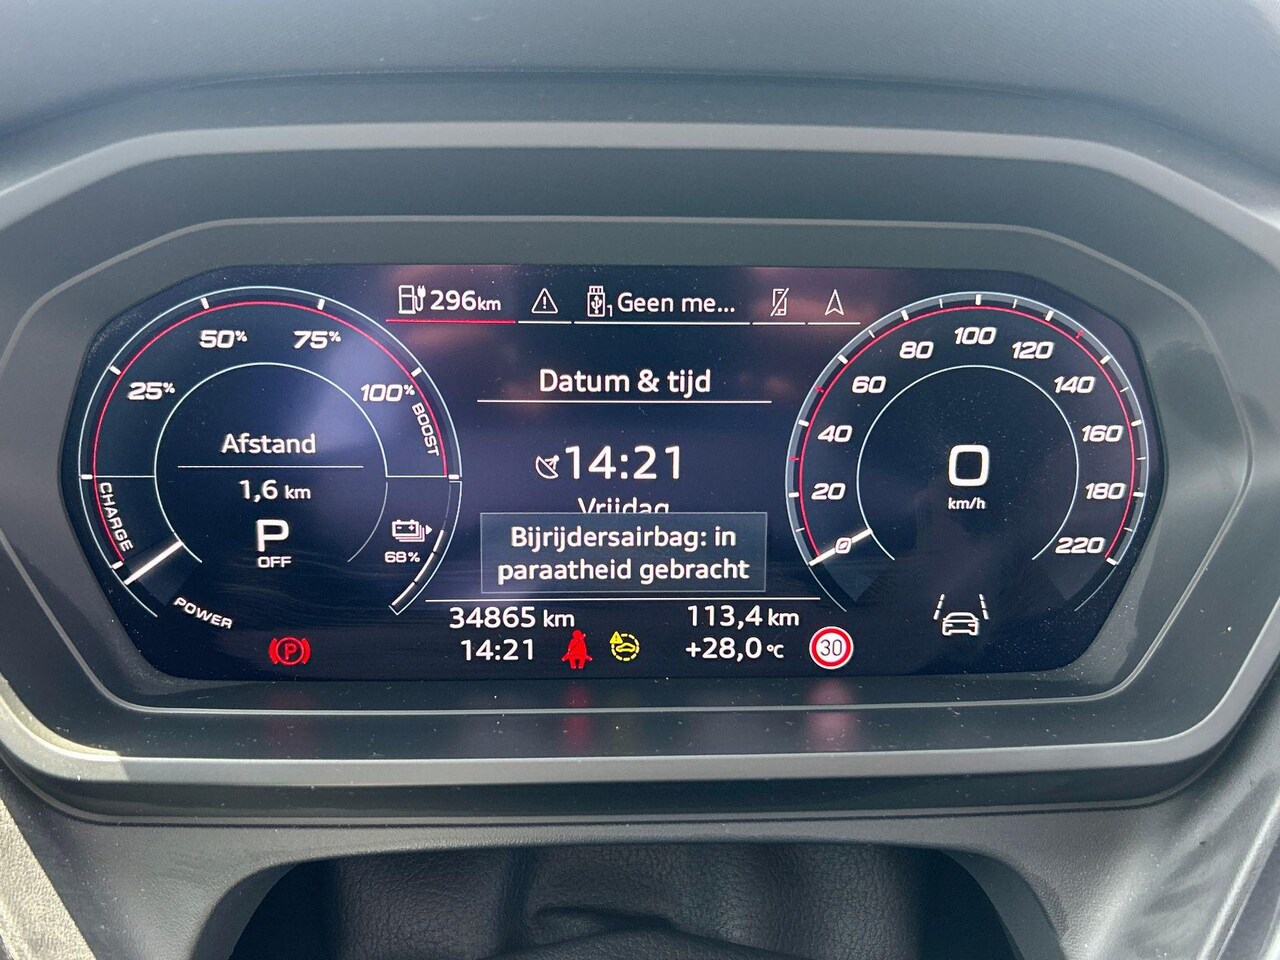 296km
1 Geen me...
Datum & tijd
14:21
Vrijdag
Bijrijdersairbag: in
paraatheid gebracht
34865 km
113,4 km
14:21
+28,0 °C
30
25%
50%
75%
100%
BOOST
CHARGE
POWER
Afstand
1,6 km
P
OFF
68%
P
0
20
40
60
80
100
120
140
160
180
220
0
km/h